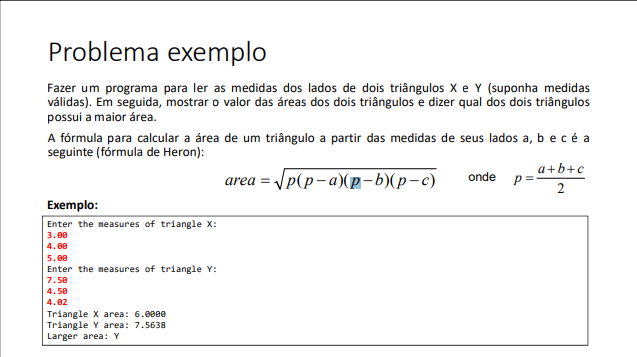 Problema exemplo
Fazer um programa para ler as medidas dos lados de dois triângulos X e Y (suponha medidas
válidas). Em seguida, mostrar o valor das áreas dos dois triângulos e dizer qual dos dois triângulos
possui a maior área.
A fórmula para calcular a área de um triângulo a partir das medidas de seus lados a, b e c é a
seguinte (fórmula de Heron):
area = √p(p−a)(p−b)(p−c) onde p = a+b+c / 2
Exemplo:
Enter the measures of triangle X:
3.00
4.00
5.00
Enter the measures of triangle Y:
7.50
4.50
4.02
Triangle X area: 6.0000
Triangle Y area: 7.5638
Larger area: Y